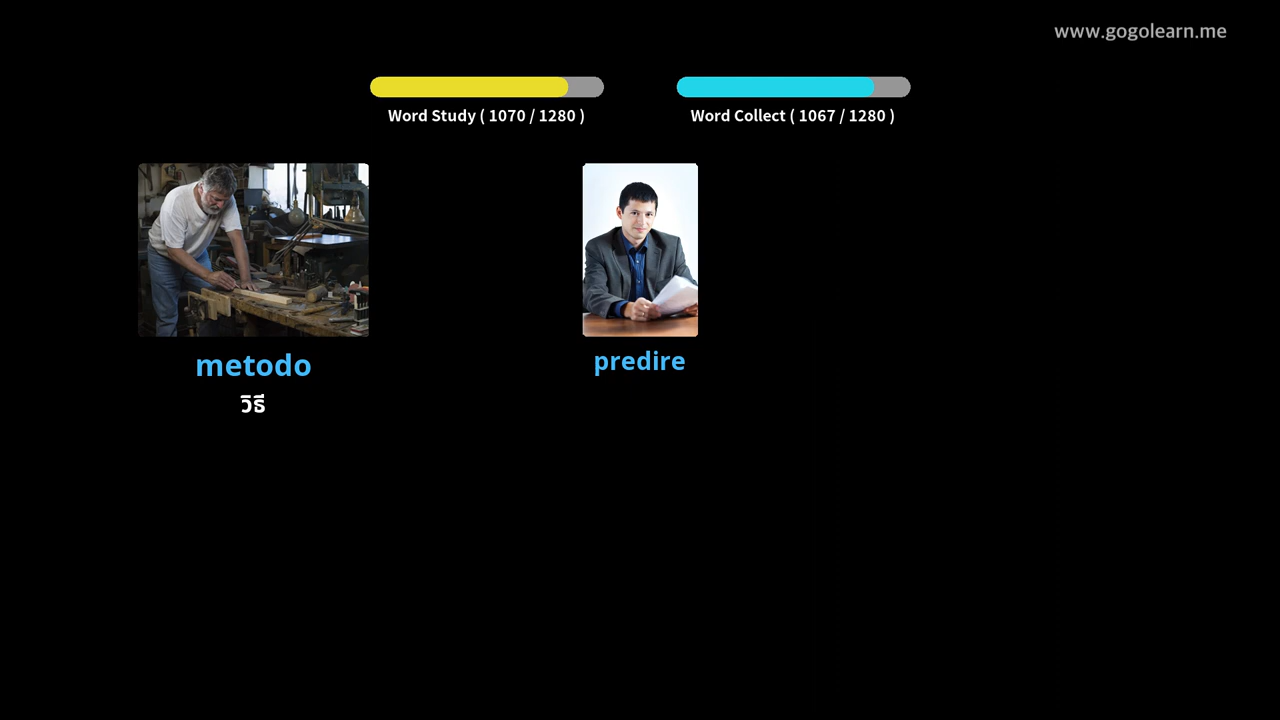 www.gogolearn.me
Word Study ( 1070 / 1280 )
Word Collect ( 1067 / 1280 )
metodo
วิธี
predire